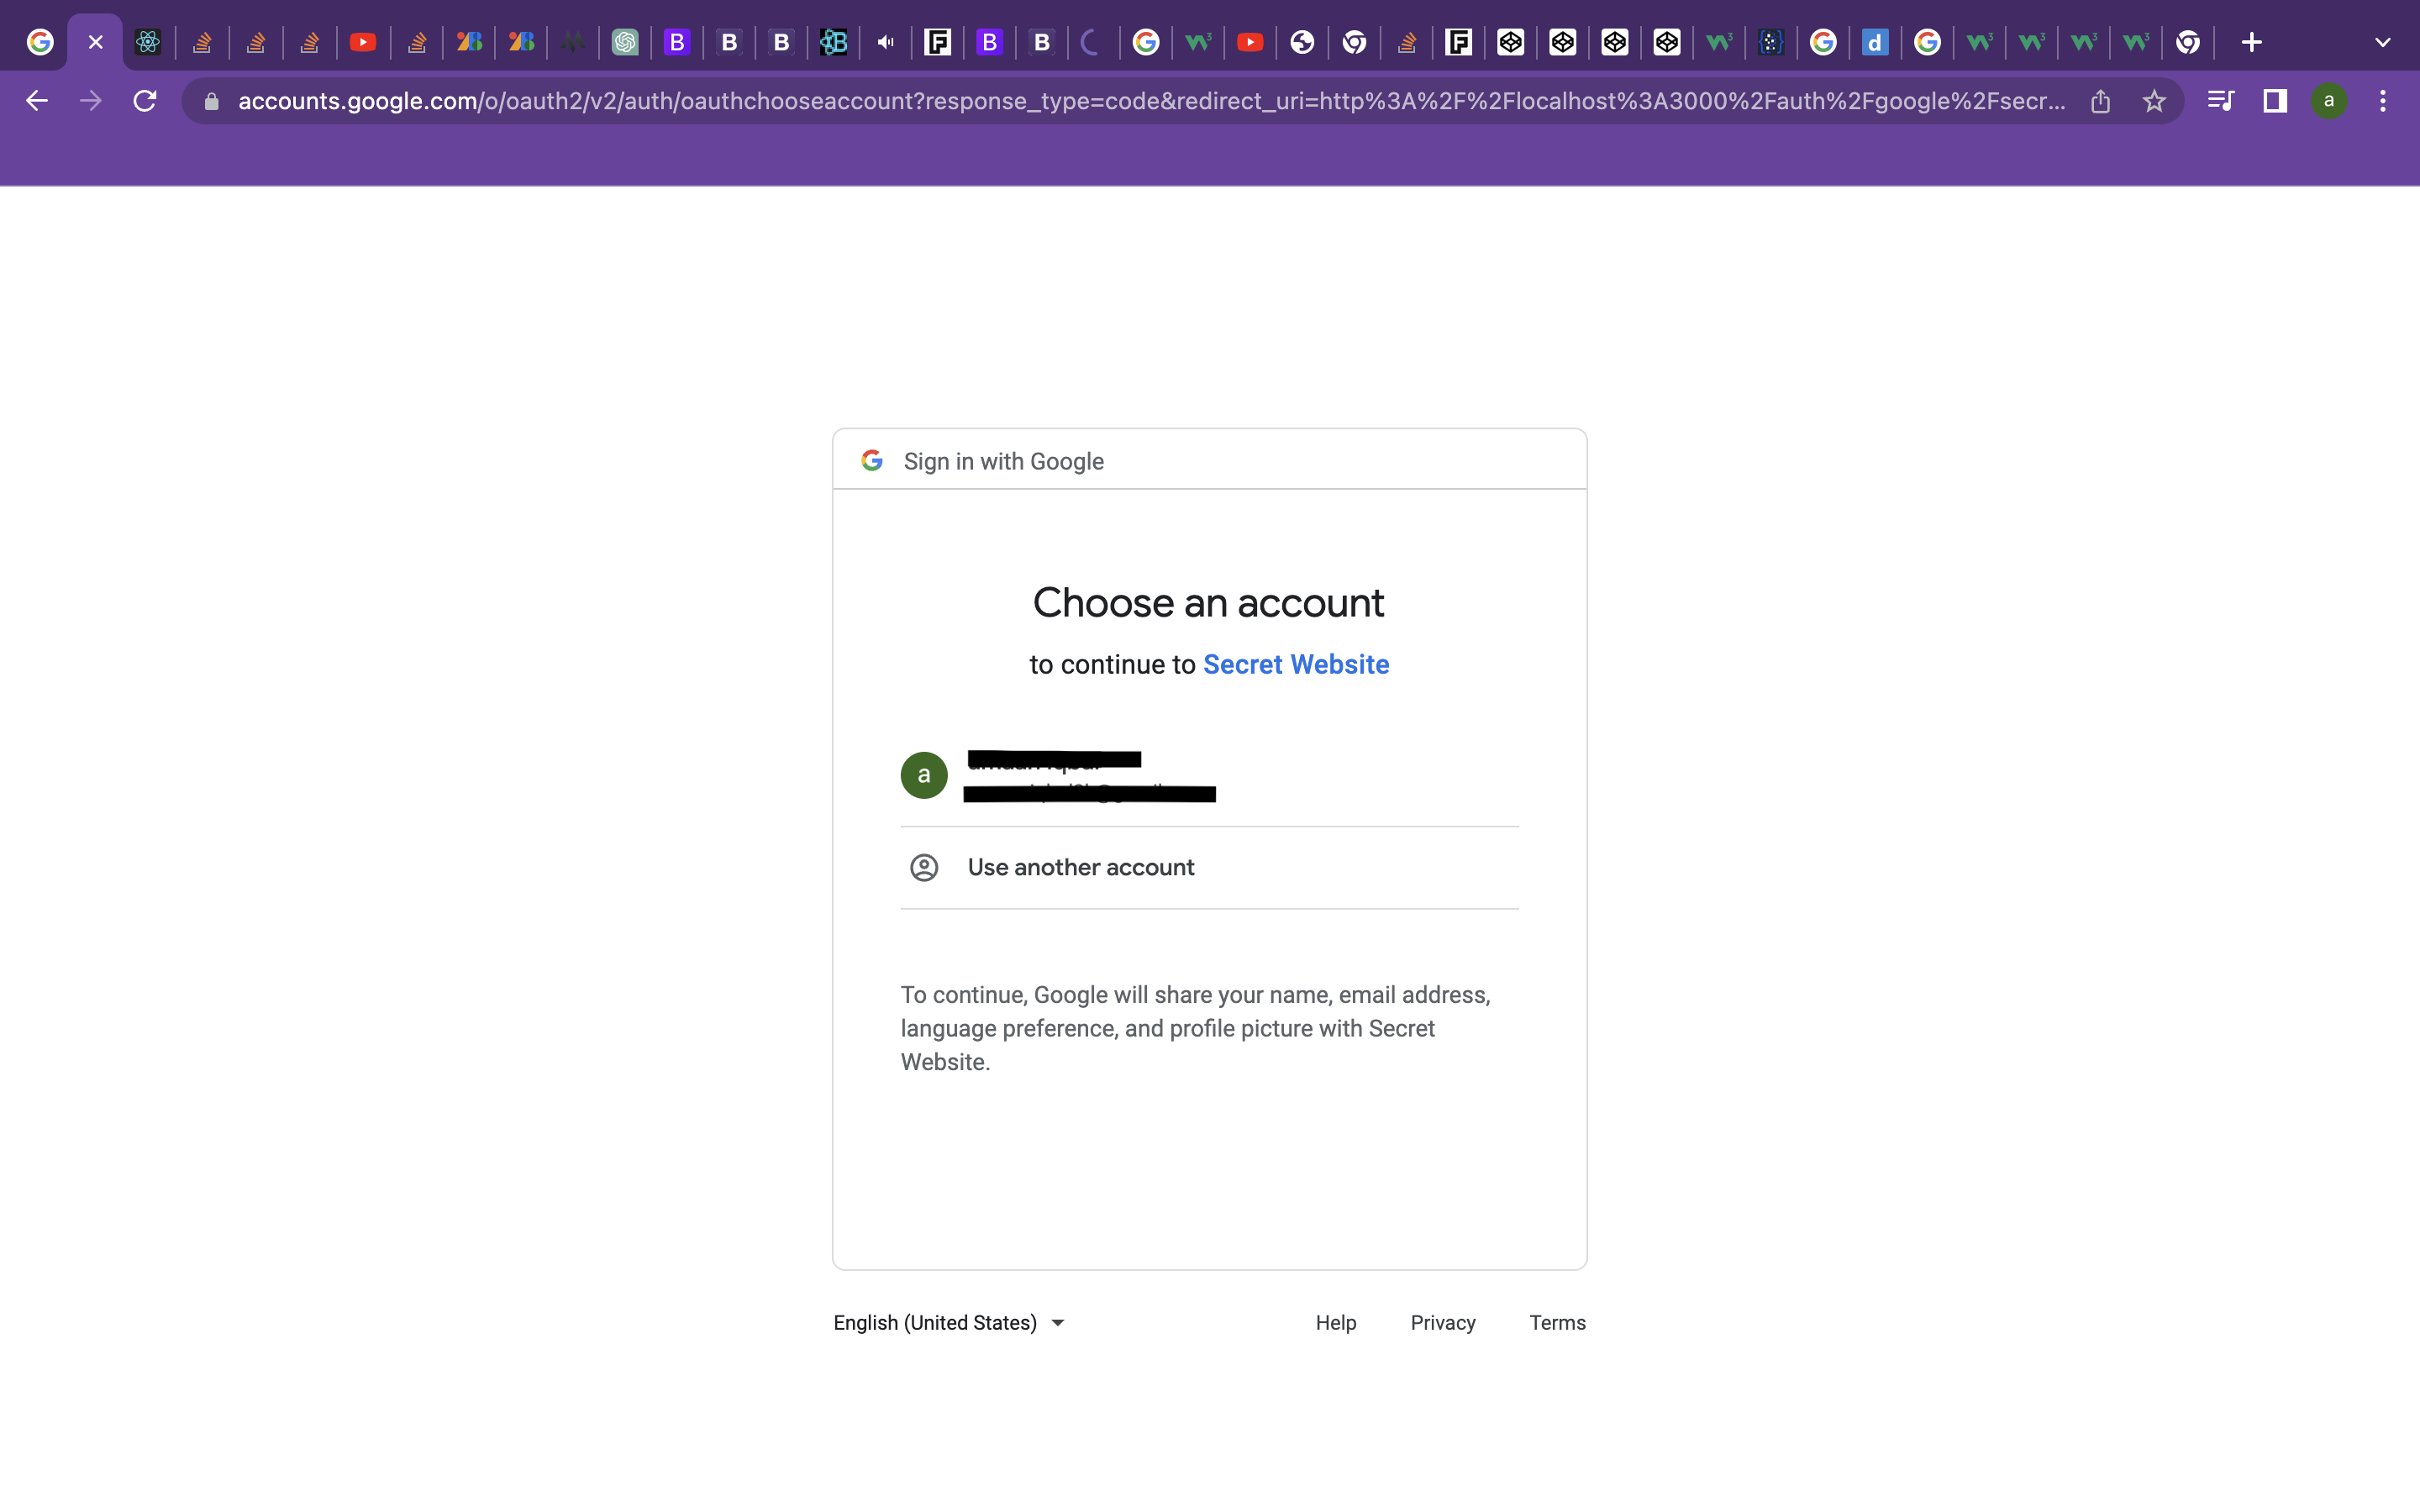 accounts.google.com/o/oauth2/v2/auth/oauthchooseaccount?response_type=code&redirect_uri=http%3A%2F%2Flocalhost%3A3000%2Fauth%2Fgoogle%2Fsecr...
a
Sign in with Google
Choose an account
to continue to Secret Website
a
Use another account
To continue, Google will share your name, email address,
language preference, and profile picture with Secret
Website.
English (United States)
Help Privacy Terms